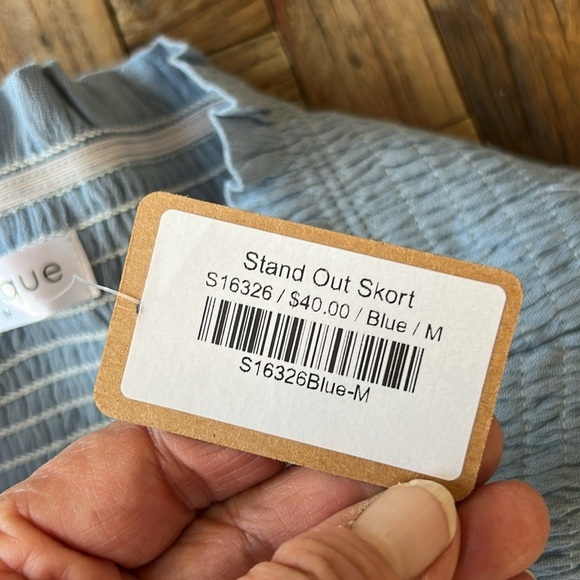 Stand Out Skort
S16326 / $40.00 / Blue / M
S16326Blue-M
que